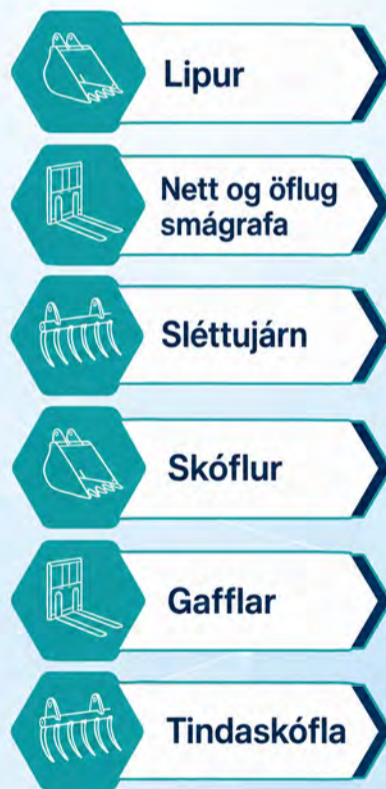 Lipur
Nett og öflug
smágrafa
Sléttujárn
Skóflur
Gafflar
Tindaskófla